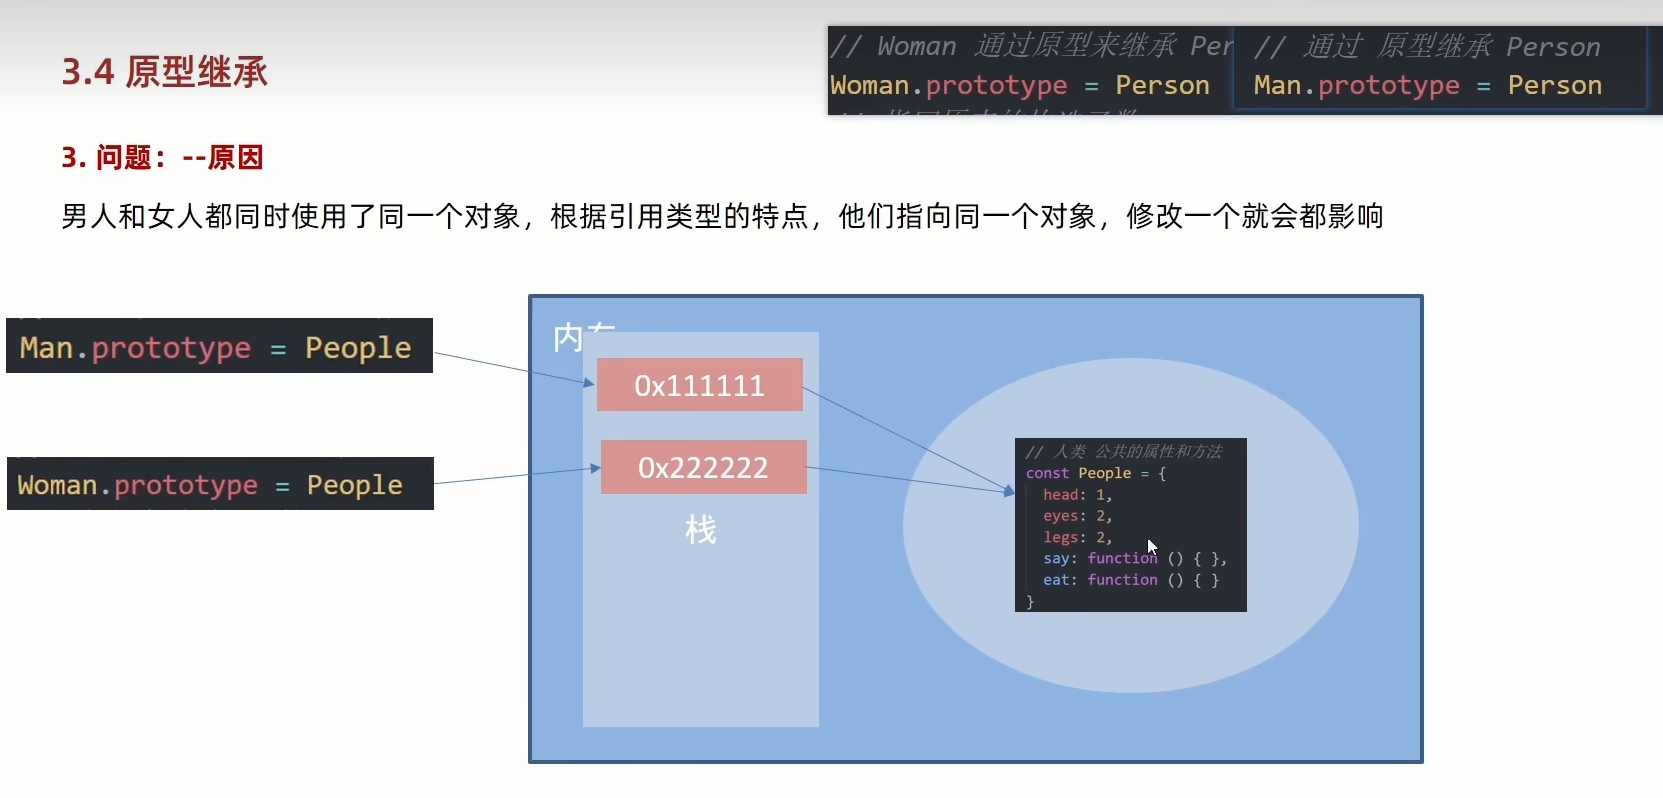 3.4 原型继承
// Woman 通过原型来继承 Per
Woman.prototype = Person
// 通过 原型继承 Person
Man.prototype = Person
3. 问题：--原因
男人和女人都同时使用了同一个对象，根据引用类型的特点，他们指向同一个对象，修改一个就会都影响
Man.prototype = People
Woman.prototype = People
内存
0x111111
0x222222
栈
// 人类 公共的属性和方法
const People = {
head: 1,
eyes: 2,
legs: 2,
say: function () { },
eat: function () { }
}